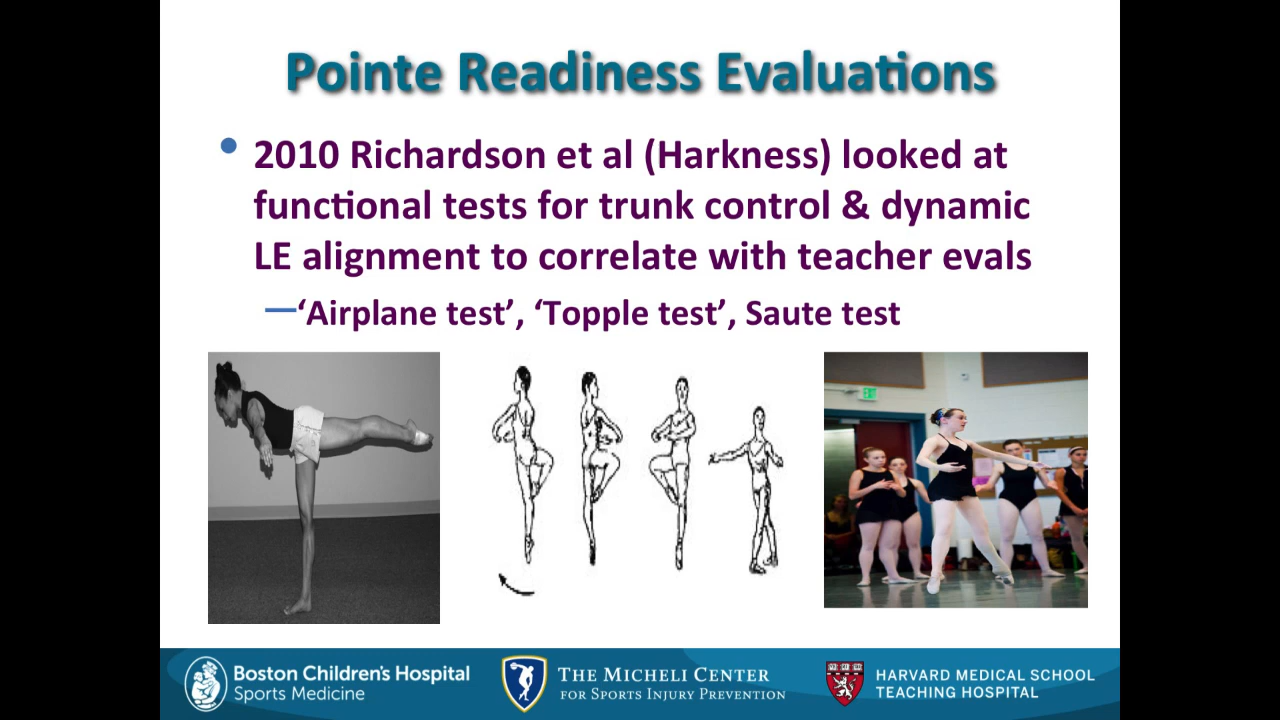 Pointe Readiness Evaluations
• 2010 Richardson et al (Harkness) looked at
functional tests for trunk control & dynamic
LE alignment to correlate with teacher evals
—‘Airplane test’, ‘Topple test’, Saute test
Boston Children's Hospital
Sports Medicine
THE MICHELI CENTER
FOR SPORTS INJURY PREVENTION
HARVARD MEDICAL SCHOOL
TEACHING HOSPITAL